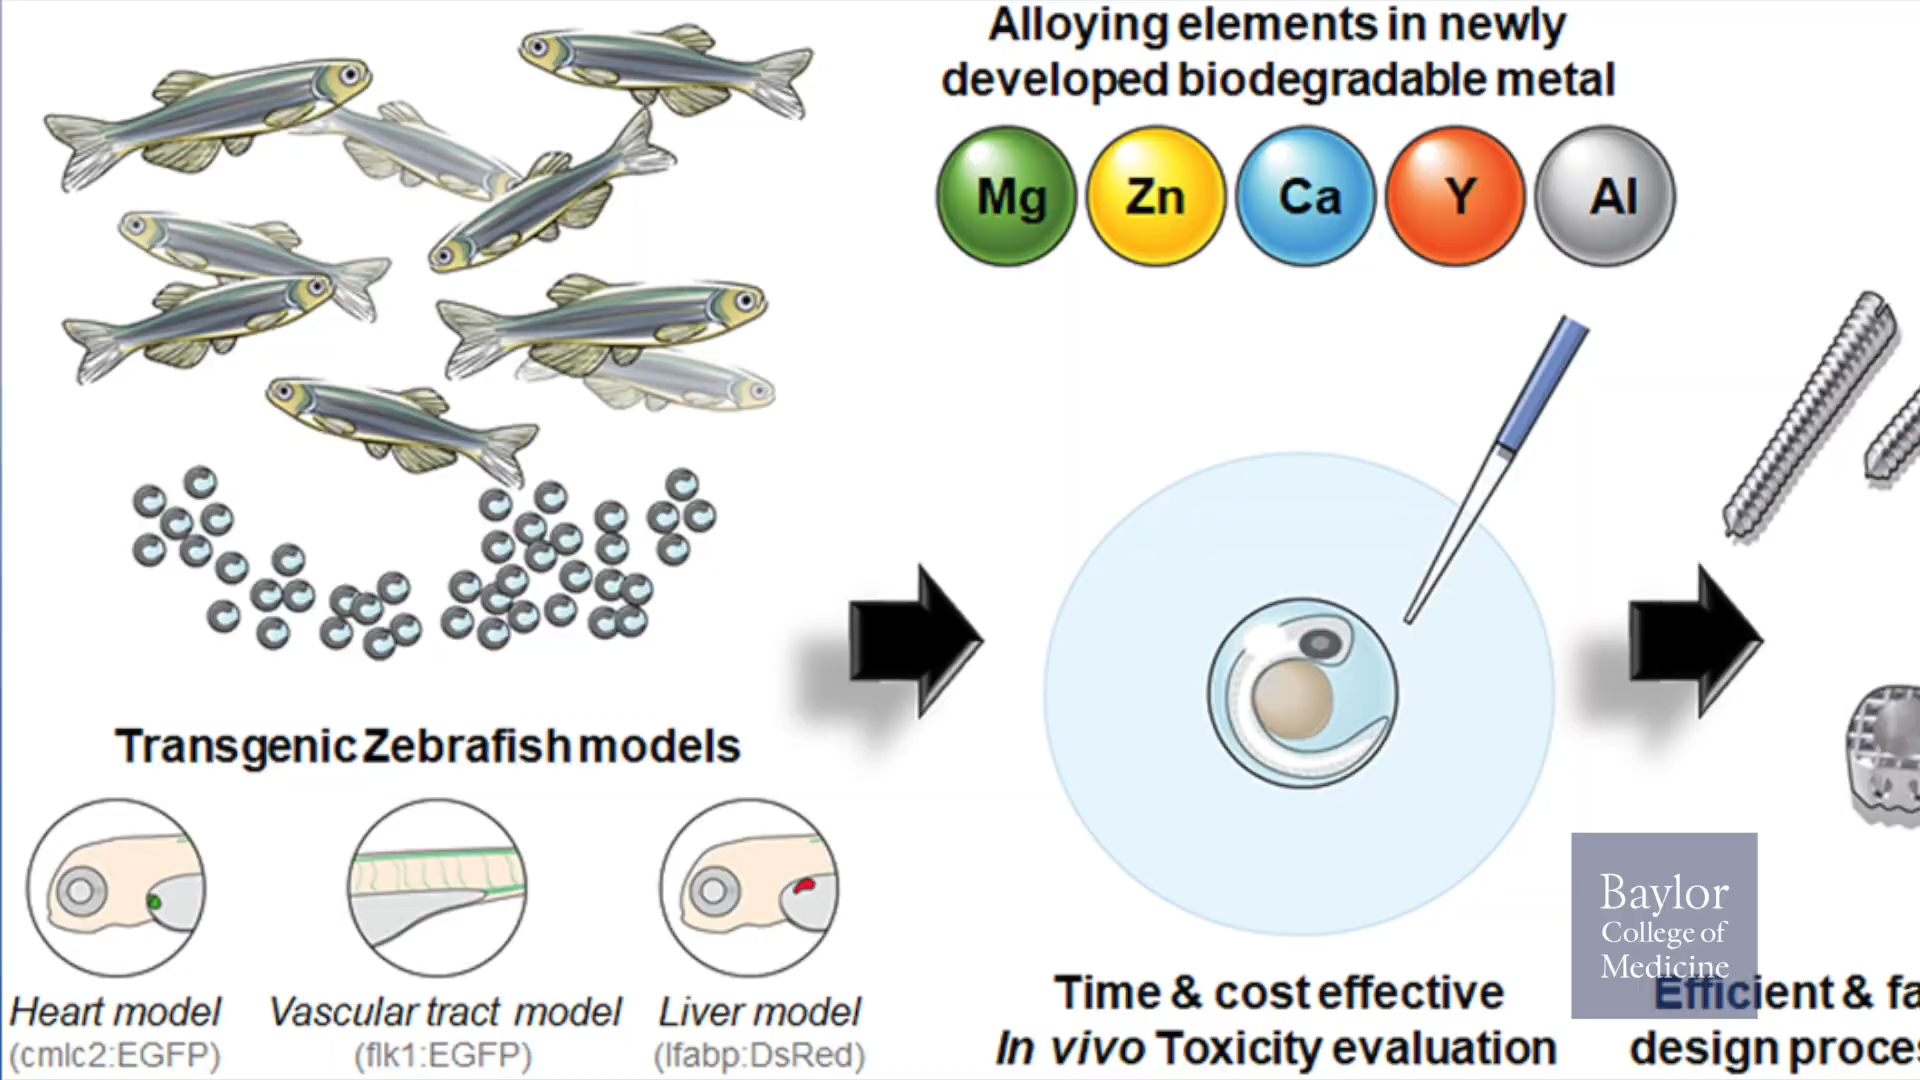 Alloying elements in newly
developed biodegradable metal
Mg Zn Ca Y Al
Transgenic Zebrafish models
Heart model
(cmlc2:EGFP)
Vascular tract model
(flk1:EGFP)
Liver model
(lfabp:DsRed)
Time & cost effective
In vivo Toxicity evaluation
Baylor
College of
Medicine
Efficient &
design